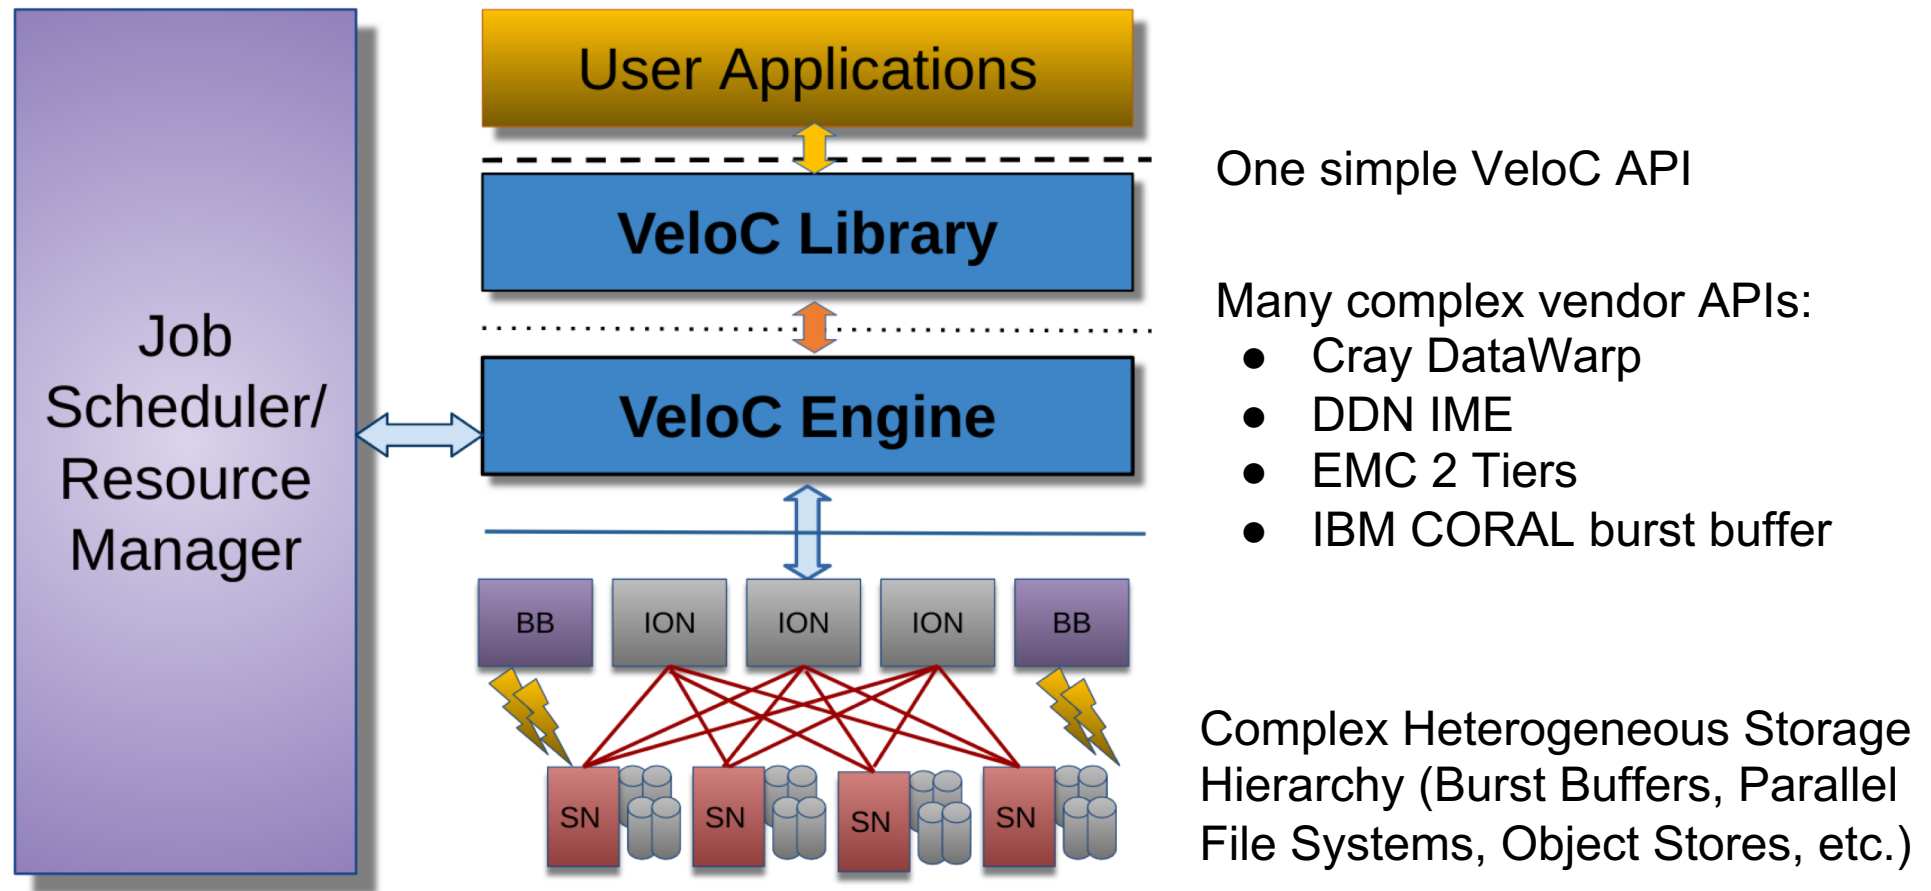 Job
Scheduler/
Resource
Manager
User Applications
VeloC Library
VeloC Engine
BB
ION
ION
ION
BB
SN
SN
SN
SN
One simple VeloC API
Many complex vendor APIs:
● Cray DataWarp
● DDN IME
● EMC 2 Tiers
● IBM CORAL burst buffer
Complex Heterogeneous Storage
Hierarchy (Burst Buffers, Parallel
File Systems, Object Stores, etc.)